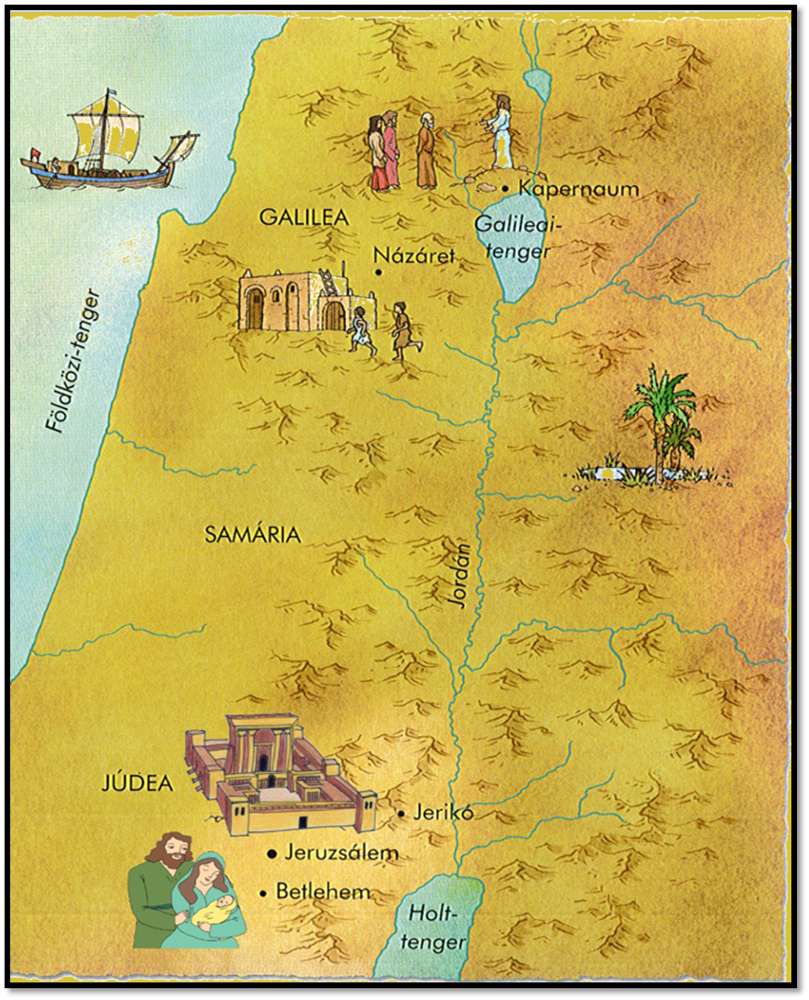 Kapernaum
GALILEA
Galileai-
tenger
Názáret
Földközi-tenger
SAMÁRIA
Jordán
JÚDEA
Jerikó
Jeruzsálem
Betlehem
Holt-
tenger